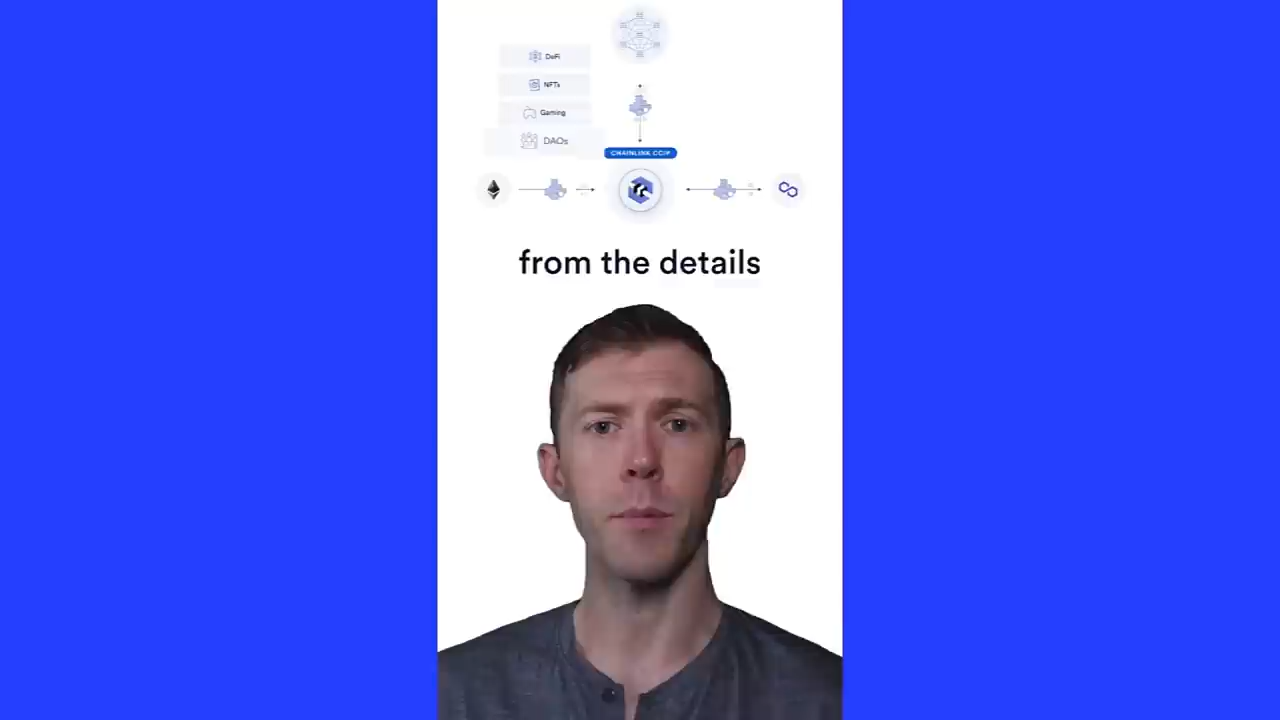 DeFi
NFTs
Gaming
DAOs
CHAINLINK CCIP
from the details